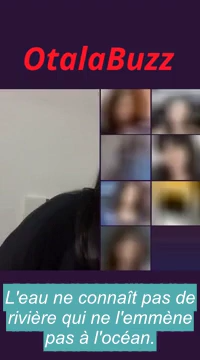 OtalaBuzz
L'eau ne connaît pas de
rivière qui ne l'emmène
pas à l'océan.